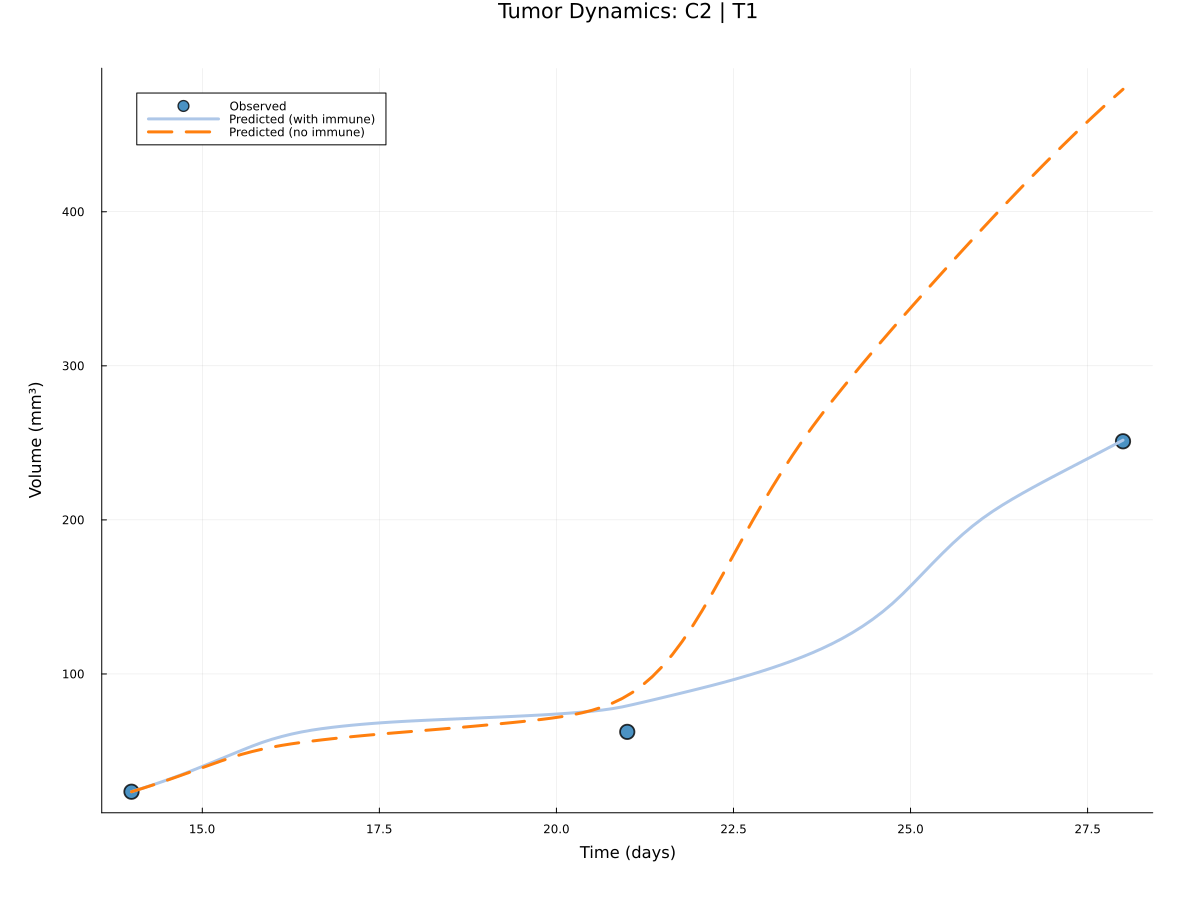 Tumor Dynamics: C2 | T1
Observed
Predicted (with immune)
Predicted (no immune)
Volume (mm³)
400
300
200
100
15.0
17.5
20.0
22.5
25.0
27.5
Time (days)